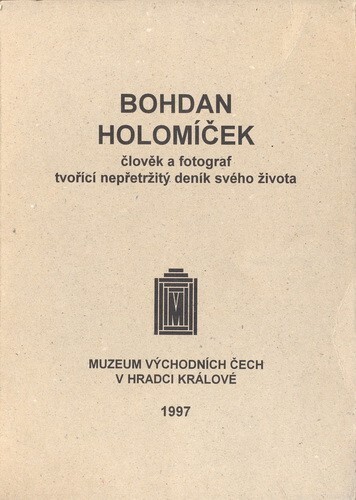 BOHDAN
HOLOMÍČEK
člověk a fotograf
tvořící nepřetržitý deník svého života
M
MUZEUM VÝCHODNÍCH ČECH
V HRADCI KRÁLOVÉ
1997